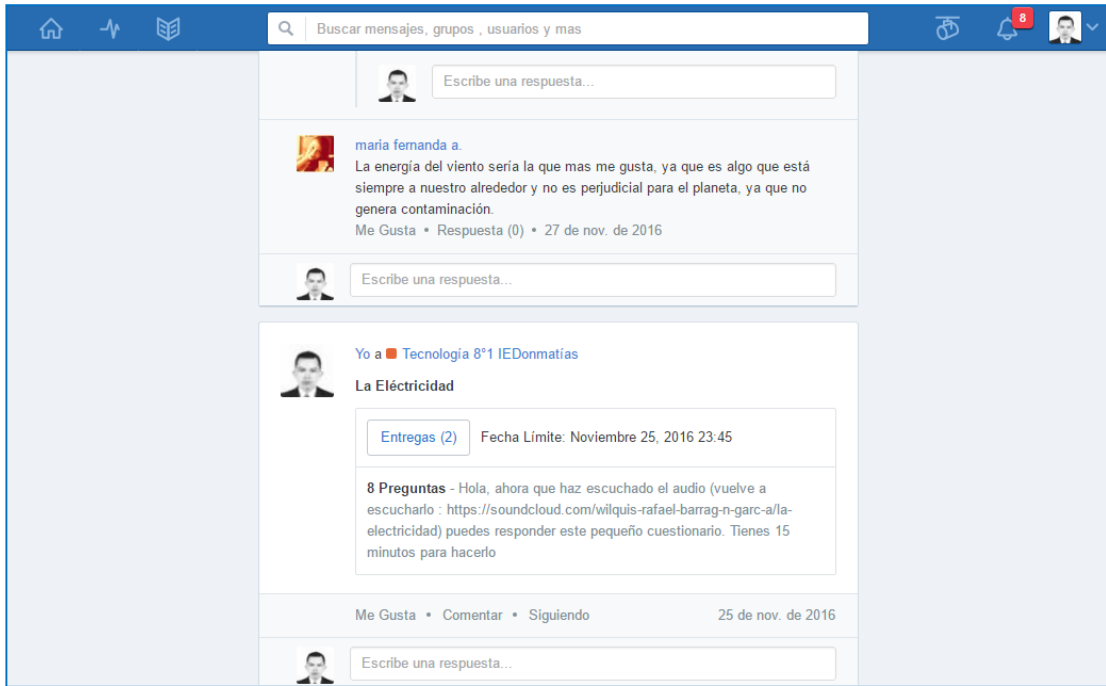 Buscar mensajes, grupos , usuarios y mas
8
Escribe una respuesta...
maria fernanda a.
La energía del viento sería la que mas me gusta, ya que es algo que está
siempre a nuestro alrededor y no es perjudicial para el planeta, ya que no
genera contaminación.
Me Gusta • Respuesta (0) • 27 de nov. de 2016
Escribe una respuesta...
Yo a Tecnología 8°1 IEDonmatías
La Eléctricidad
Entregas (2) Fecha Límite: Noviembre 25, 2016 23:45
8 Preguntas - Hola, ahora que haz escuchado el audio (vuelve a
escucharlo : https://soundcloud.com/wilquis-rafael-barrag-n-garc-a/la-
electricidad) puedes responder este pequeño cuestionario. Tienes 15
minutos para hacerlo
Me Gusta • Comentar • Siguiendo 25 de nov. de 2016
Escribe una respuesta...